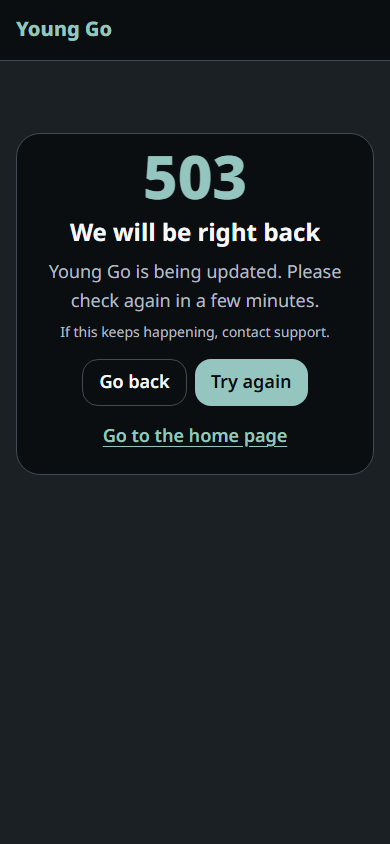 Young Go
503
We will be right back
Young Go is being updated. Please
check again in a few minutes.
If this keeps happening, contact support.
Go back
Try again
Go to the home page